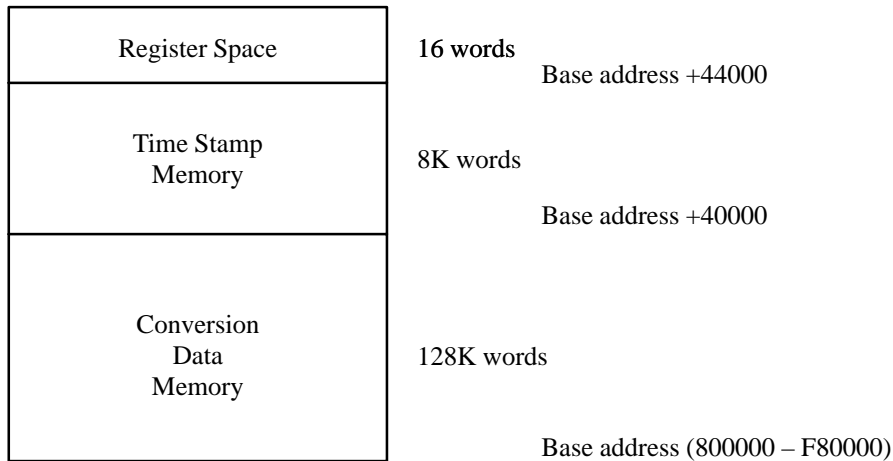 Register Space
16 words
Base address +44000
Time Stamp
Memory
8K words
Base address +40000
Conversion
Data
Memory
128K words
Base address (800000 – F80000)